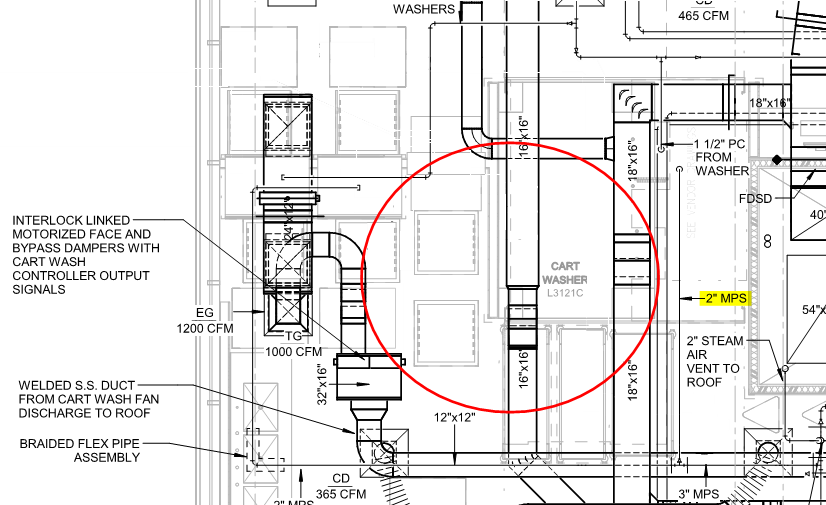 WASHERS
CD
465 CFM
16"x16"
18"x16"
18"x16"
1 1/2" PC
FROM
WASHER
SEE VENDOR
FDSD
40"
24"x12"
INTERLOCK LINKED
MOTORIZED FACE AND
BYPASS DAMPERS WITH
CART WASH
CONTROLLER OUTPUT
SIGNALS
CART
WASHER
L3121C
2" MPS
EG
1200 CFM
TG
1000 CFM
54"x
2" STEAM
AIR
VENT TO
ROOF
32"x16"
16"x16"
18"x16"
WELDED S.S. DUCT
FROM CART WASH FAN
DISCHARGE TO ROOF
12"x12"
BRAIDED FLEX PIPE
ASSEMBLY
CD
365 CFM
2" MPS
3" MPS